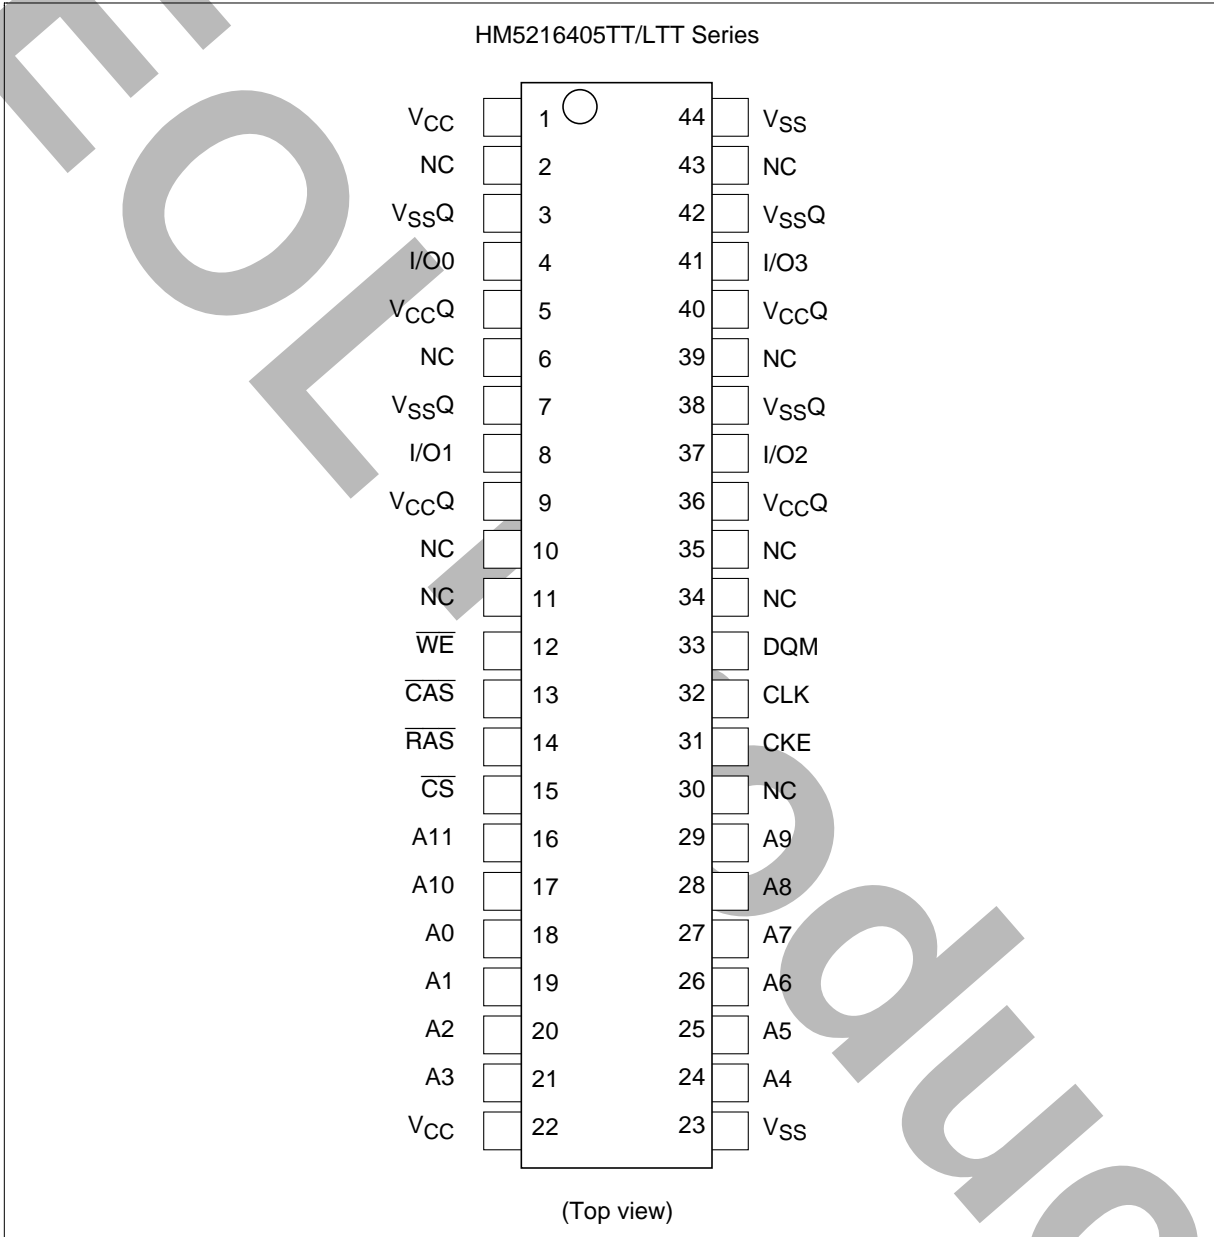 HM5216405TT/LTT Series
VCC 1 44 VSS
NC 2 43 NC
VSSQ 3 42 VSSQ
I/O0 4 41 I/O3
VCCQ 5 40 VCCQ
NC 6 39 NC
VSSQ 7 38 VSSQ
I/O1 8 37 I/O2
VCCQ 9 36 VCCQ
NC 10 35 NC
NC 11 34 NC
W̅E̅ 12 33 DQM
C̅A̅S̅ 13 32 CLK
R̅A̅S̅ 14 31 CKE
C̅S̅ 15 30 NC
A11 16 29 A9
A10 17 28 A8
A0 18 27 A7
A1 19 26 A6
A2 20 25 A5
A3 21 24 A4
VCC 22 23 VSS
(Top view)